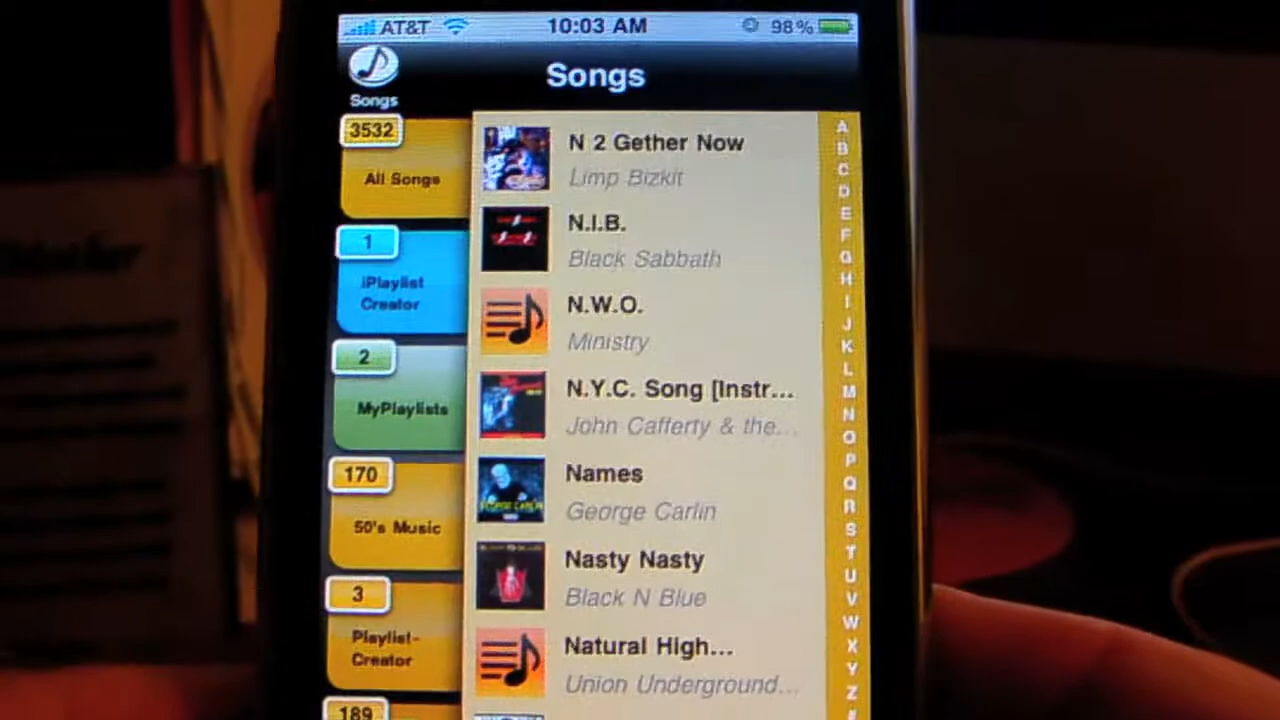 AT&T 10:03 AM 98%
Songs
Songs
3532
All Songs
1
iPlaylist
Creator
2
MyPlaylists
170
50's Music
3
Playlist-
Creator
189
N 2 Gether Now
Limp Bizkit
N.I.B.
Black Sabbath
N.W.O.
Ministry
N.Y.C. Song [Instr...
John Cafferty & the...
Names
George Carlin
Nasty Nasty
Black N Blue
Natural High...
Union Underground...
A
B
C
D
E
F
G
H
I
J
K
L
M
N
O
P
Q
R
S
T
U
V
W
X
Y
Z
#